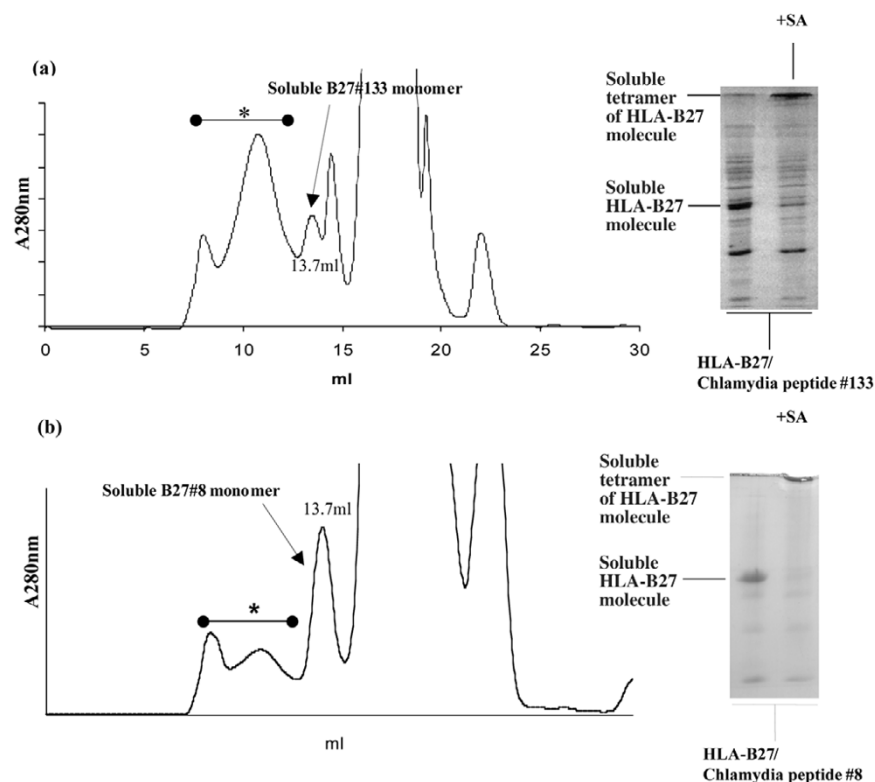 (a)
A280nm
*
Soluble B27#133 monomer
13.7ml
0 5 10 15 20 25 30
ml
+SA
Soluble
tetramer
of HLA-B27
molecule
Soluble
HLA-B27
molecule
HLA-B27/
Chlamydia peptide #133
(b)
A280nm
Soluble B27#8 monomer
13.7ml
*
ml
+SA
Soluble
tetramer
of HLA-B27
molecule
Soluble
HLA-B27
molecule
HLA-B27/
Chlamydia peptide #8